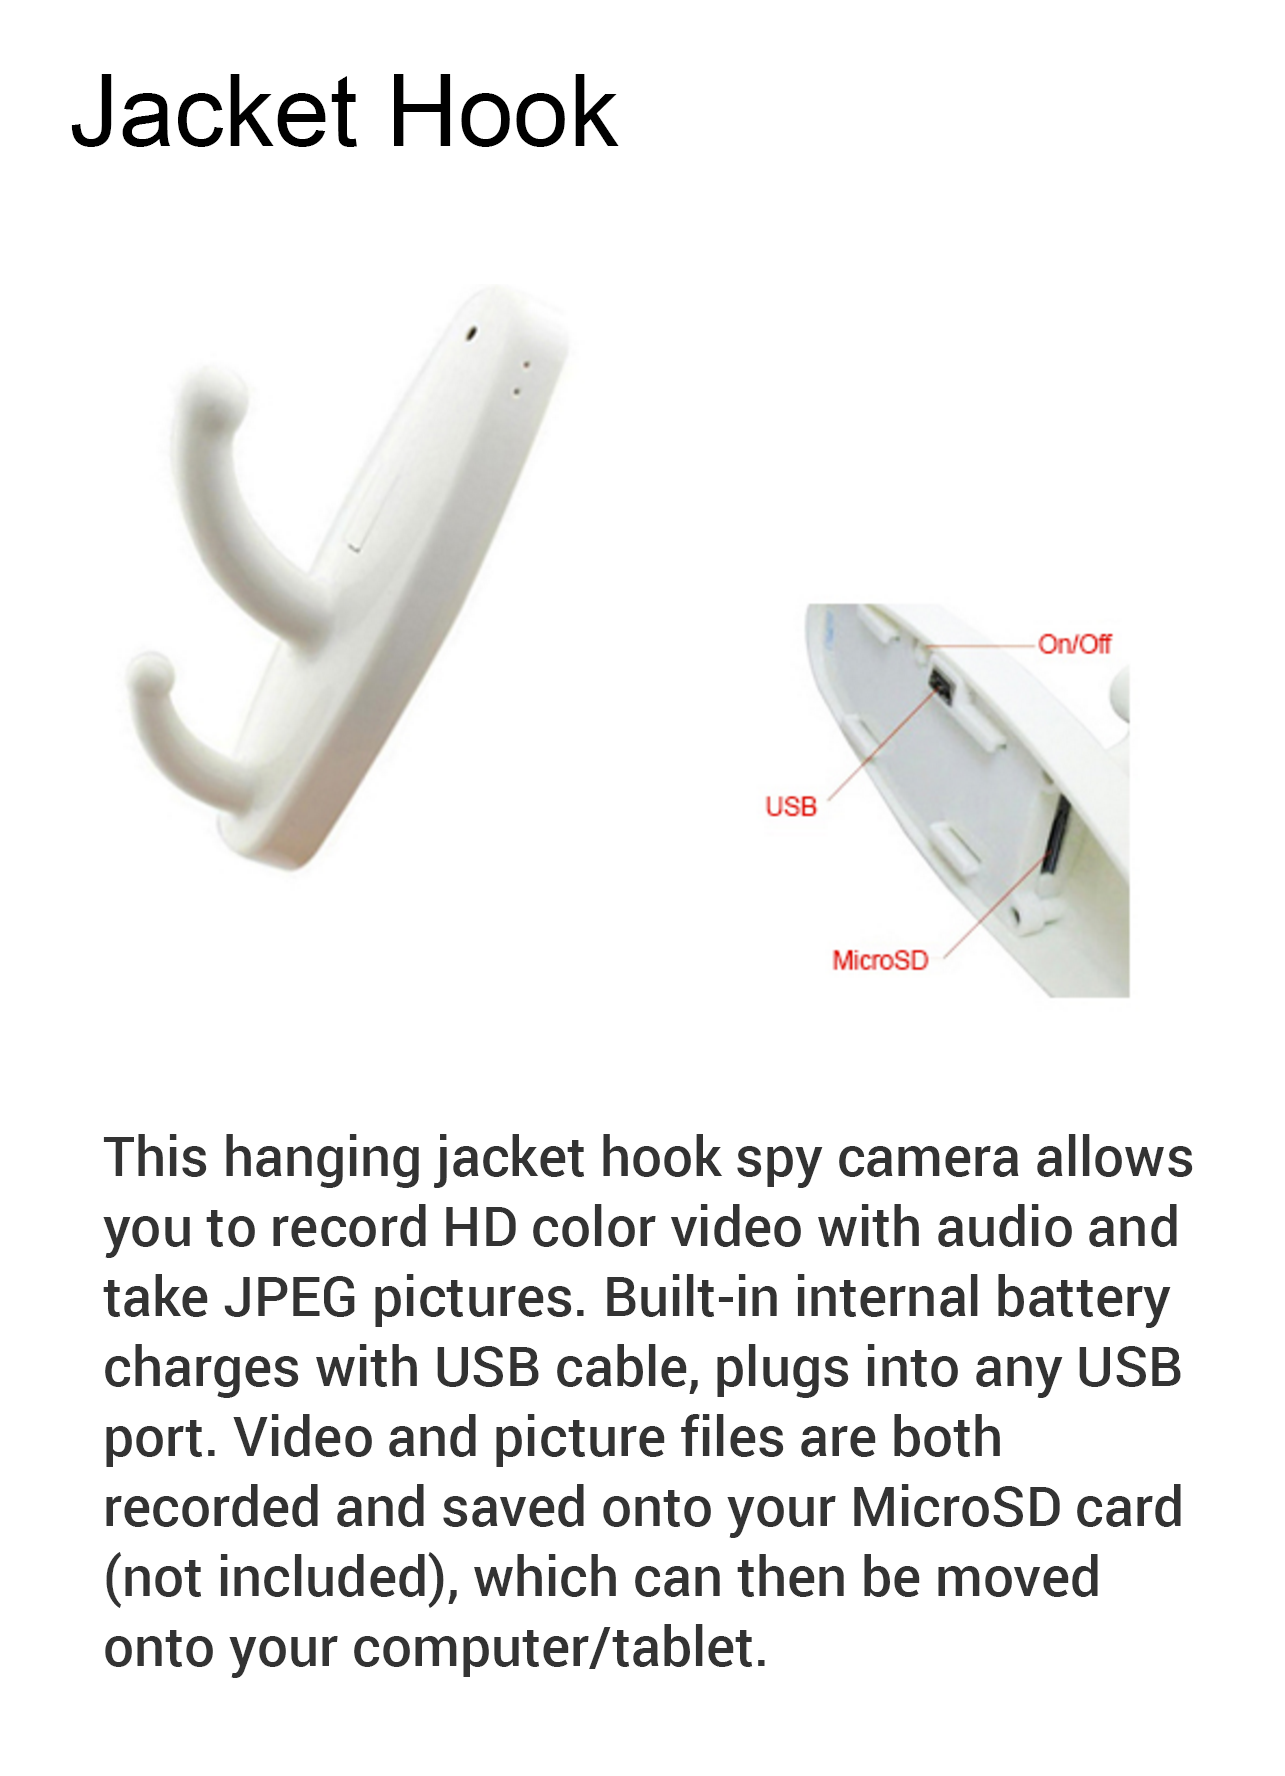 Jacket Hook
On/Off
USB
MicroSD
This hanging jacket hook spy camera allows
you to record HD color video with audio and
take JPEG pictures. Built-in internal battery
charges with USB cable, plugs into any USB
port. Video and picture files are both
recorded and saved onto your MicroSD card
(not included), which can then be moved
onto your computer/tablet.